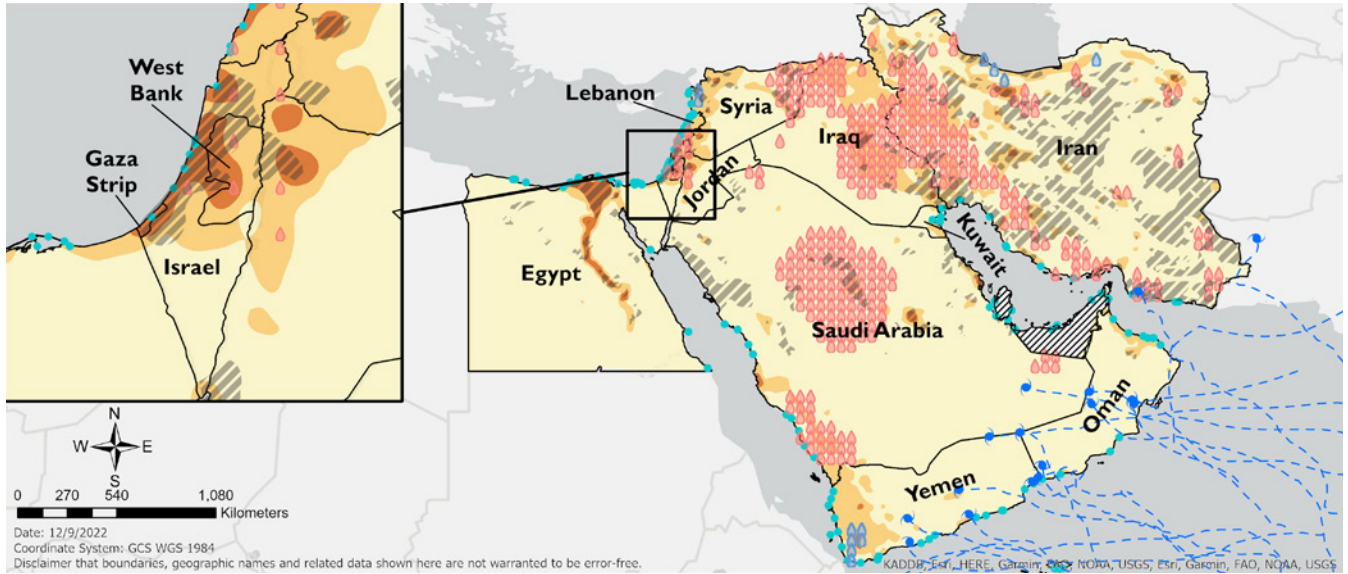 West
Bank
Gaza
Strip
Israel
Lebanon
Syria
Iraq
Iran
Jordan
Kuwait
Egypt
Saudi Arabia
Oman
Yemen
N
W E
S
0 270 540 1,080
Kilometers
Date: 12/9/2022
Coordinate System: GCS WGS 1984
Disclaimer that boundaries, geographic names and related data shown here are not warranted to be error-free.
KADDB, Esri, HERE, Garmin, FAO, NOAA, USGS, Esri, Garmin, FAO, NOAA, USGS